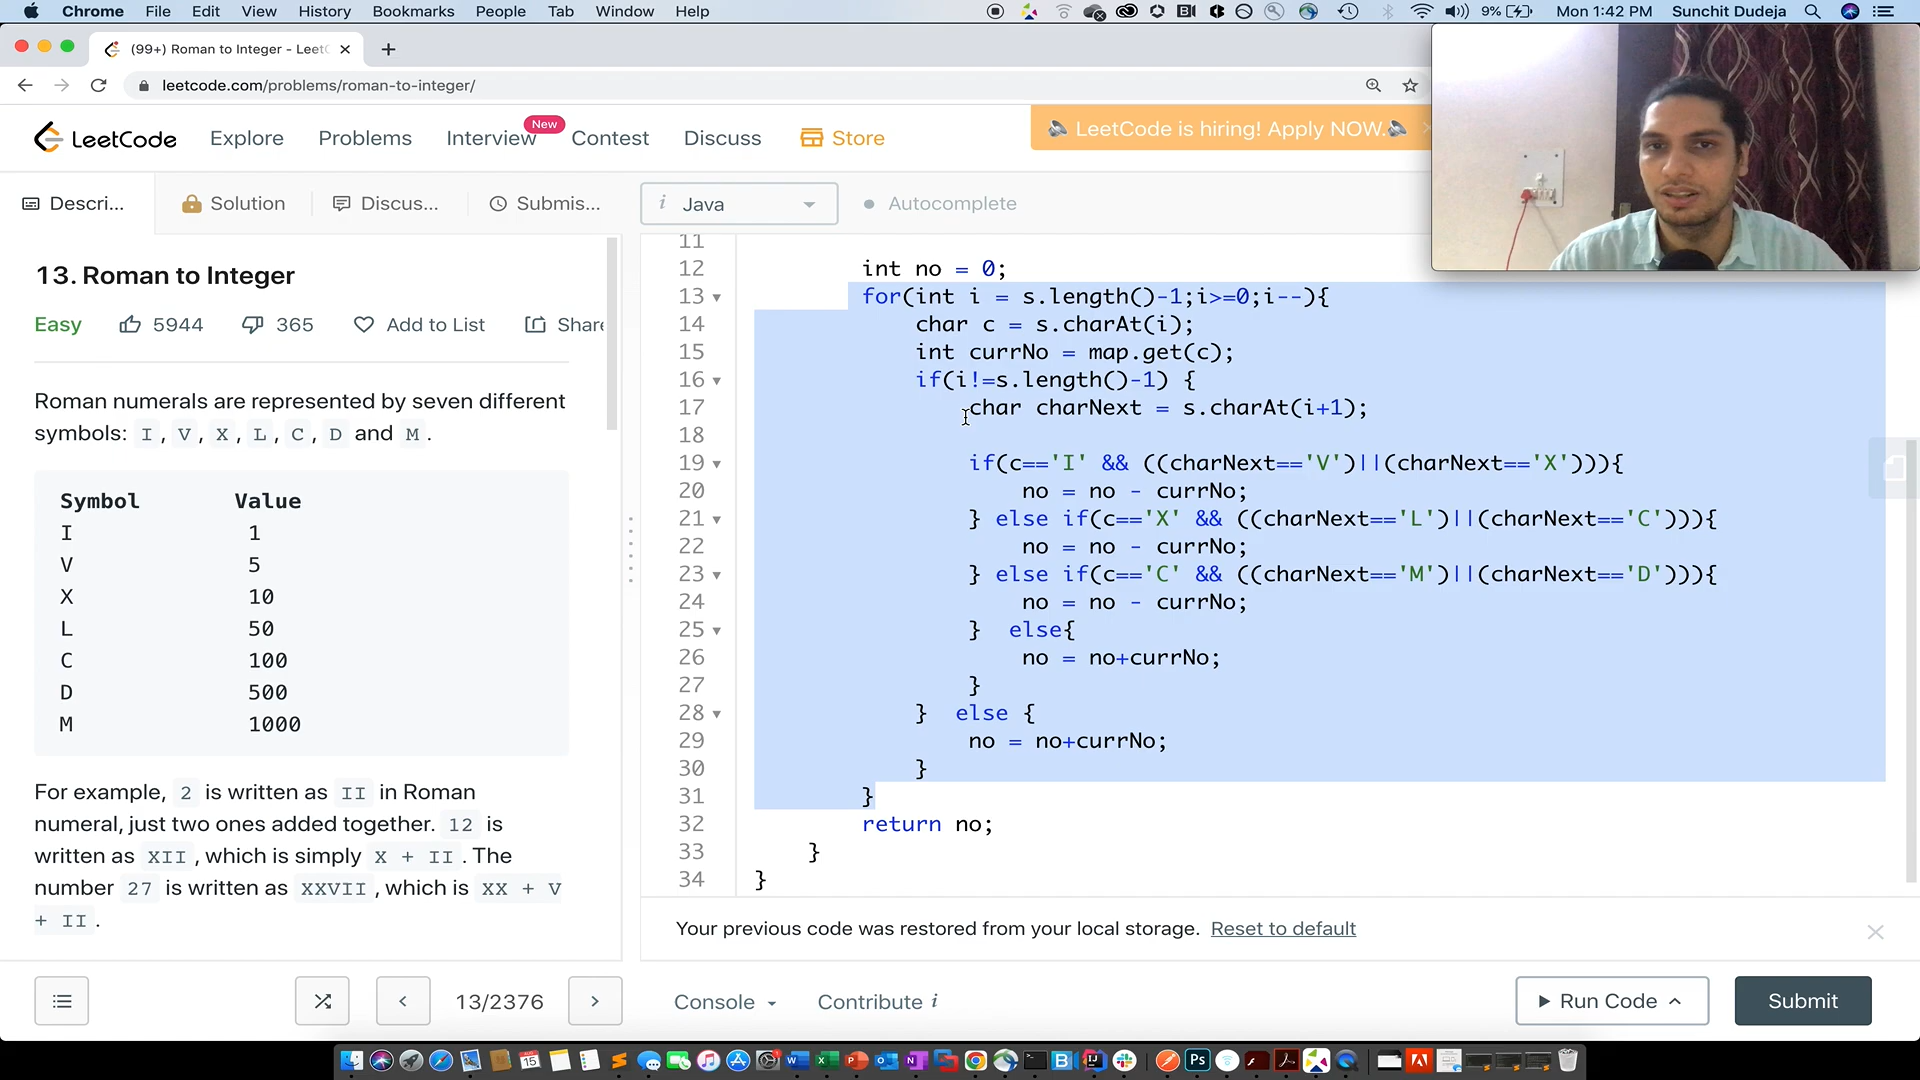 Chrome File Edit View History Bookmarks People Tab Window Help 9% Mon 1:42 PM Sunchit Dudeja
(99+) Roman to Integer - Leet
leetcode.com/problems/roman-to-integer/
LeetCode Explore Problems Interview New Contest Discuss Store
LeetCode is hiring! Apply NOW.
Descri... Solution Discus... Submis...
i Java Autocomplete
13. Roman to Integer
Easy 5944 365 Add to List Share
Roman numerals are represented by seven different
symbols: I, V, X, L, C, D and M.
Symbol Value
I 1
V 5
X 10
L 50
C 100
D 500
M 1000
For example, 2 is written as II in Roman
numeral, just two ones added together. 12 is
written as XII, which is simply X + II. The
number 27 is written as XXVII, which is XX + V
+ II.
11
12 int no = 0;
13 for(int i = s.length()-1;i>=0;i--){
14 char c = s.charAt(i);
15 int currNo = map.get(c);
16 if(i!=s.length()-1) {
17 char charNext = s.charAt(i+1);
18
19 if(c=='I' && ((charNext=='V')||(charNext=='X'))){
20 no = no - currNo;
21 } else if(c=='X' && ((charNext=='L')||(charNext=='C'))){
22 no = no - currNo;
23 } else if(c=='C' && ((charNext=='M')||(charNext=='D'))){
24 no = no - currNo;
25 } else{
26 no = no+currNo;
27 }
28 } else {
29 no = no+currNo;
30 }
31 }
32 return no;
33 }
34 }
Your previous code was restored from your local storage. Reset to default
13/2376
Console Contribute i
Run Code Submit
AUG 15
Ps